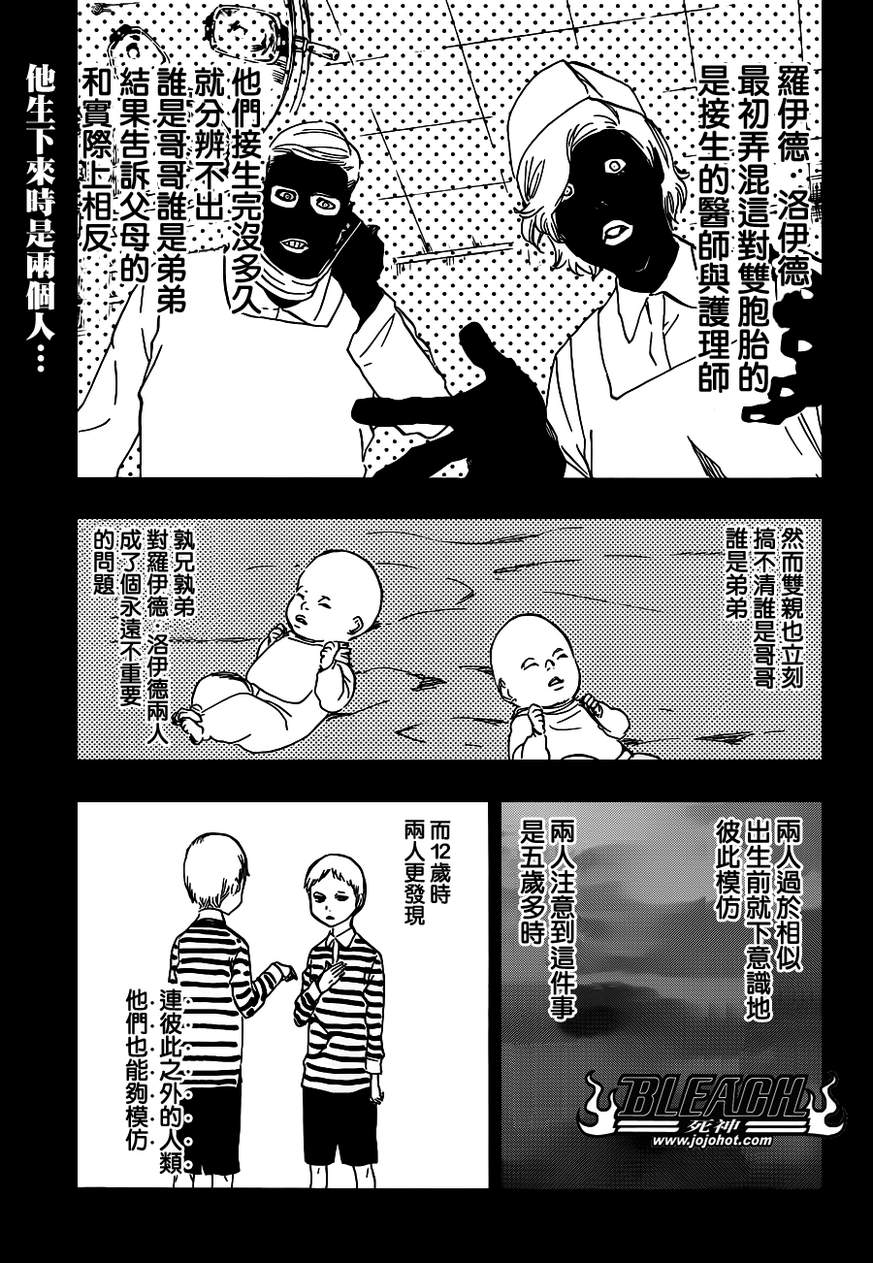 羅伊德·洛伊德
最初弄混這對雙胞胎的
是接生的醫師與護理師
他們接生完沒多久
就分辨不出
誰是哥哥誰是弟弟
結果告訴父母的
和實際上相反
他生下來時是兩個人…
然而雙親也立刻
搞不清誰是哥哥
誰是弟弟
孰兄孰弟
對羅伊德·洛伊德兩人
成了個永遠不重要
的問題
兩人過於相似
出生前就下意識地
彼此模仿
兩人注意到這件事
是五歲多時
而12歲時
兩人更發現
連彼此之外的人類
他們也能夠模仿
BLEACH
死神
www.jojohot.com